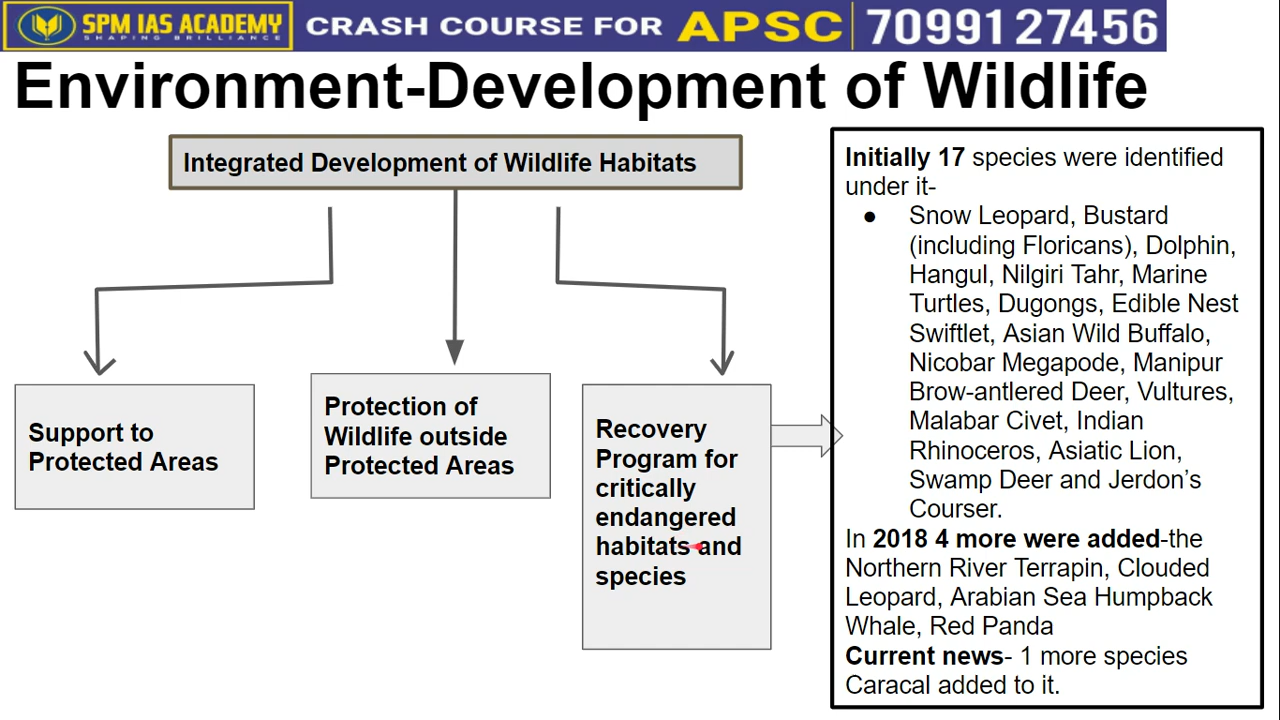 SPM IAS ACADEMY
SHAPING BRILLIANCE
CRASH COURSE FOR APSC 70991 27456
Environment-Development of Wildlife
Integrated Development of Wildlife Habitats
Support to
Protected Areas
Protection of
Wildlife outside
Protected Areas
Recovery
Program for
critically
endangered
habitats and
species
Initially 17 species were identified
under it-
● Snow Leopard, Bustard
(including Floricans), Dolphin,
Hangul, Nilgiri Tahr, Marine
Turtles, Dugongs, Edible Nest
Swiftlet, Asian Wild Buffalo,
Nicobar Megapode, Manipur
Brow-antlered Deer, Vultures,
Malabar Civet, Indian
Rhinoceros, Asiatic Lion,
Swamp Deer and Jerdon’s
Courser.
In 2018 4 more were added-the
Northern River Terrapin, Clouded
Leopard, Arabian Sea Humpback
Whale, Red Panda
Current news- 1 more species
Caracal added to it.